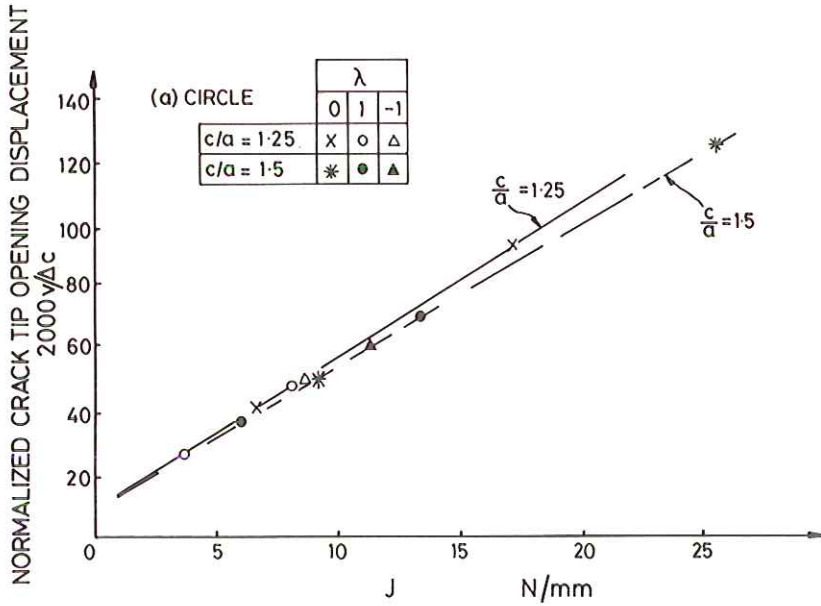 NORMALIZED CRACK TIP OPENING DISPLACEMENT
2000v/Δc
140
120
100
80
60
40
20
0 5 10 15 20 25
J N/mm
(a) CIRCLE
λ
0 1 -1
c/a = 1·25 × ○ △
c/a = 1·5 ✳ ● ▲
c/a = 1·25
c/a = 1·5